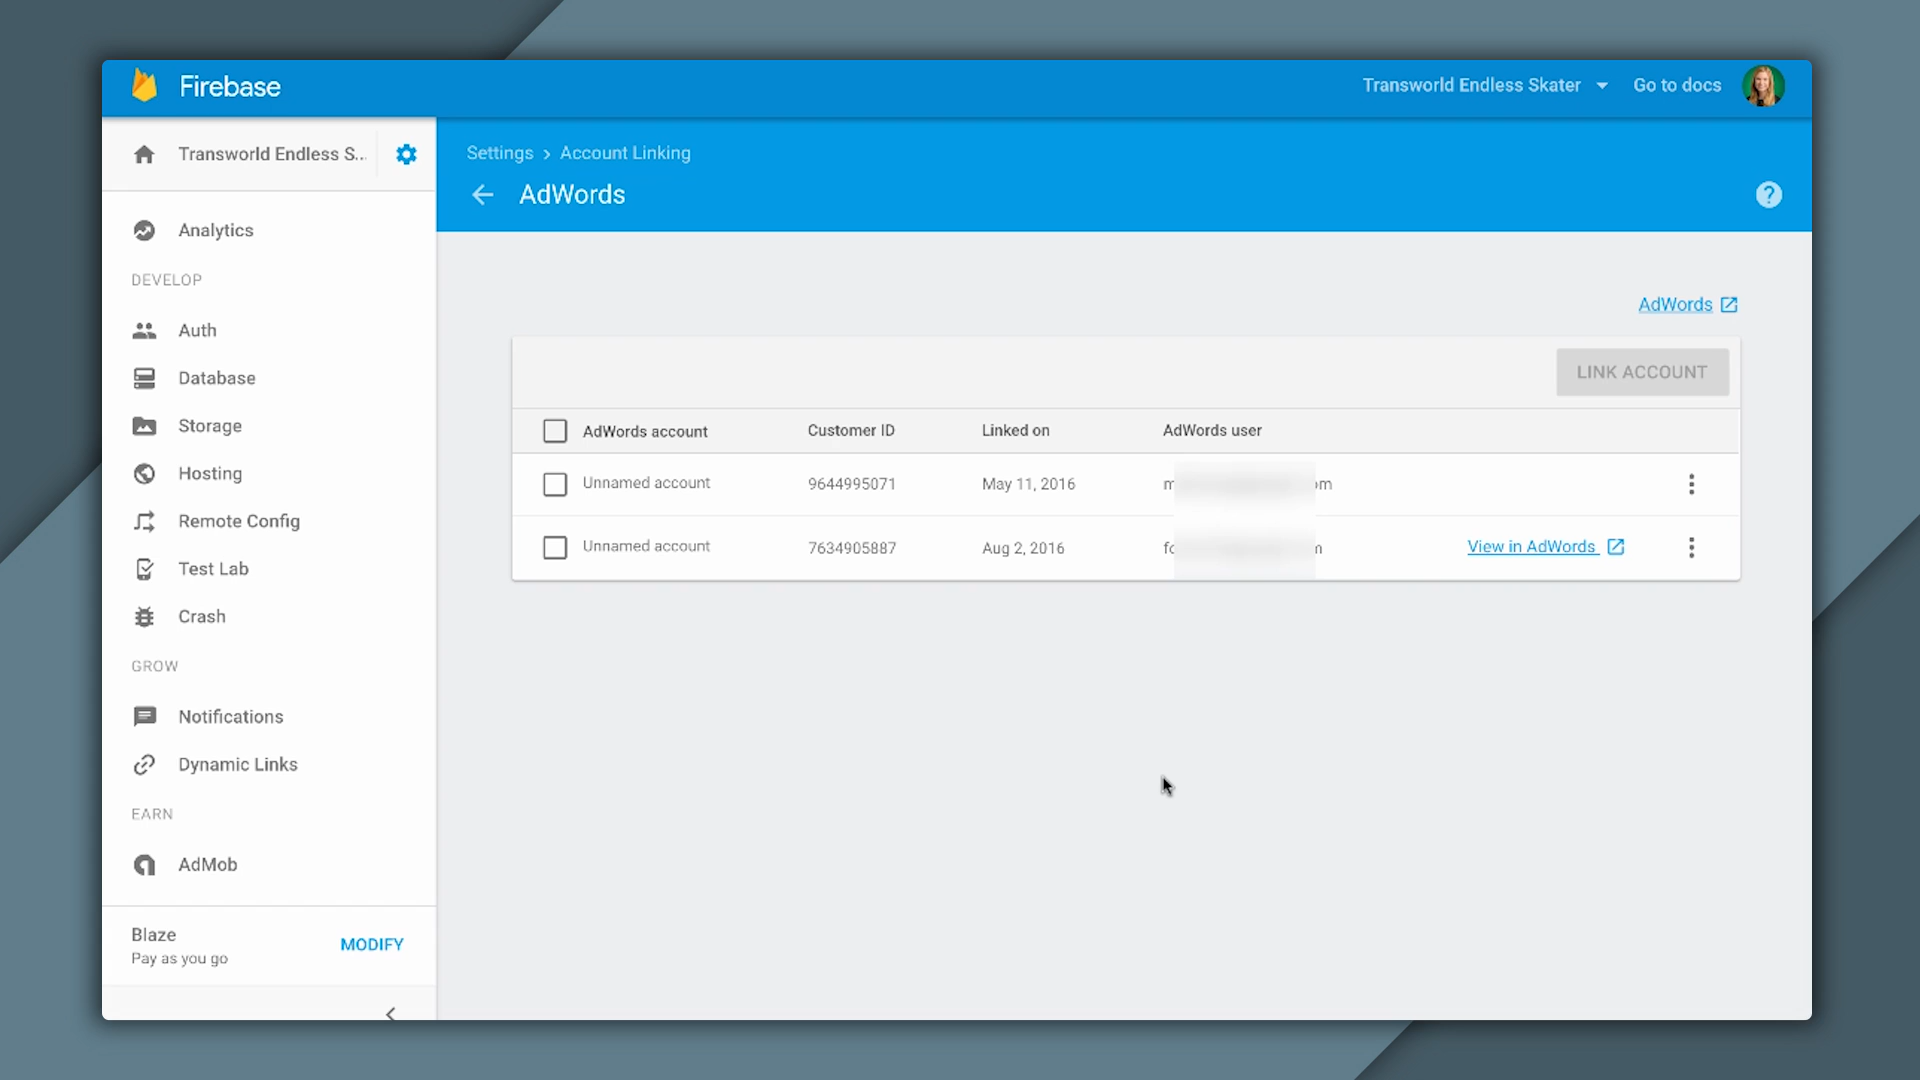 Firebase
Transworld Endless Skater
Go to docs
Transworld Endless S...
Settings > Account Linking
AdWords
Analytics
DEVELOP
Auth
Database
Storage
Hosting
Remote Config
Test Lab
Crash
GROW
Notifications
Dynamic Links
EARN
AdMob
Blaze
Pay as you go
MODIFY
AdWords
LINK ACCOUNT
AdWords account Customer ID Linked on AdWords user
Unnamed account 9644995071 May 11, 2016
Unnamed account 7634905887 Aug 2, 2016 View in AdWords